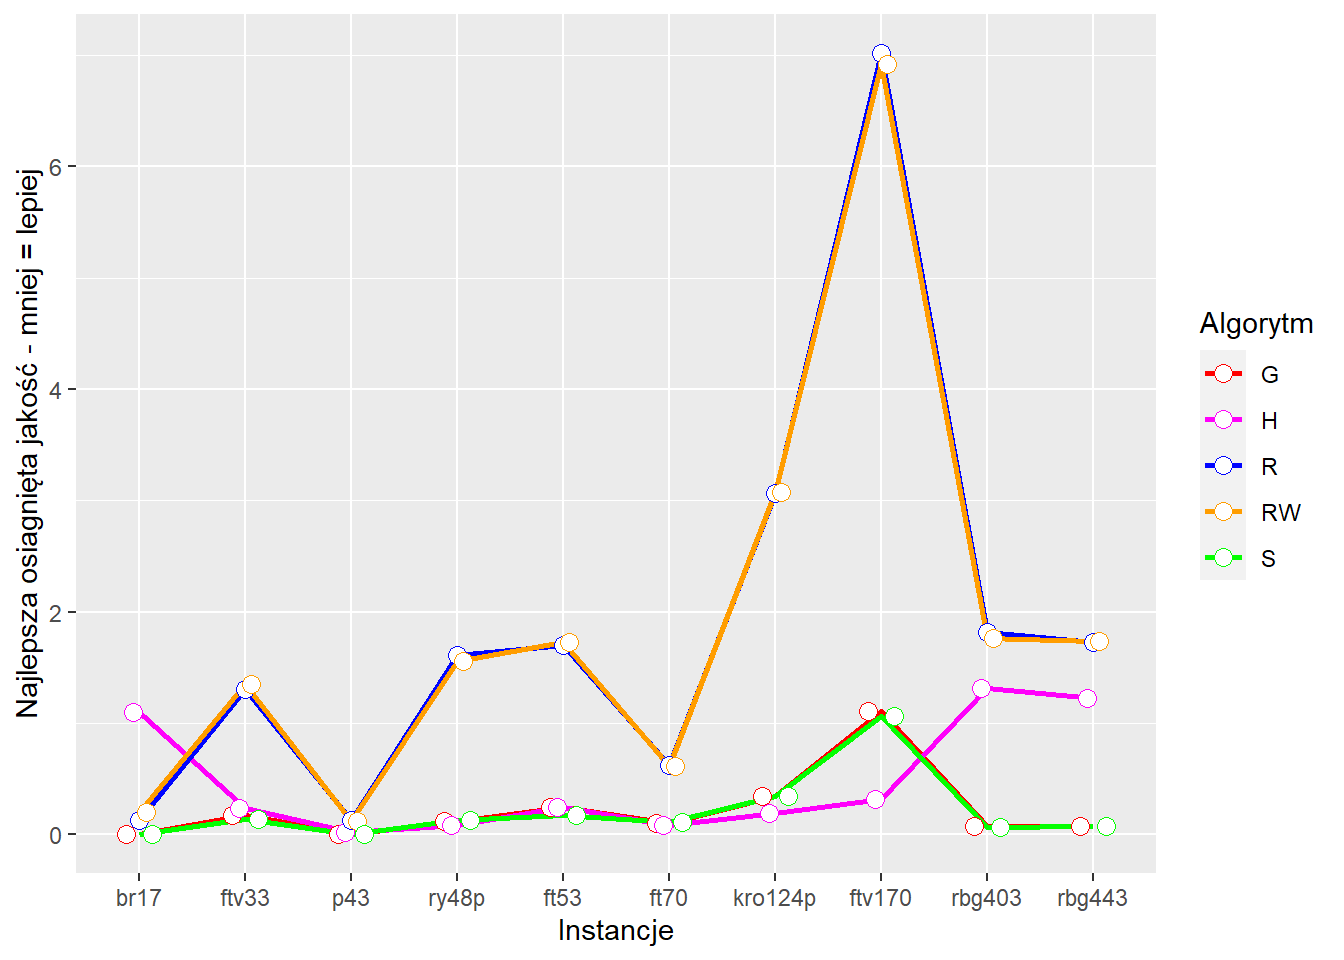 Najlepsza osiagnięta jakość - mniej = lepiej
6
4
2
0
br17 ftv33 p43 ry48p ft53 ft70 kro124p ftv170 rbg403 rbg443
Instancje
Algorytm
G
H
R
RW
S